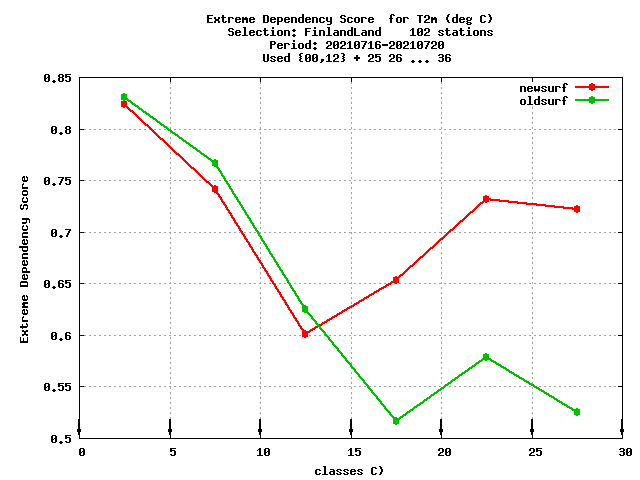 Extreme Dependency Score  for T2m (deg C)
Selection: FinlandLand    102 stations
Period: 20210716-20210720
Used {00,12} + 25 26 ... 36
0.85
0.8
0.75
0.7
0.65
0.6
0.55
0.5
Extreme Dependency Score
newsurf
oldsurf
0 5 10 15 20 25 30
classes C)